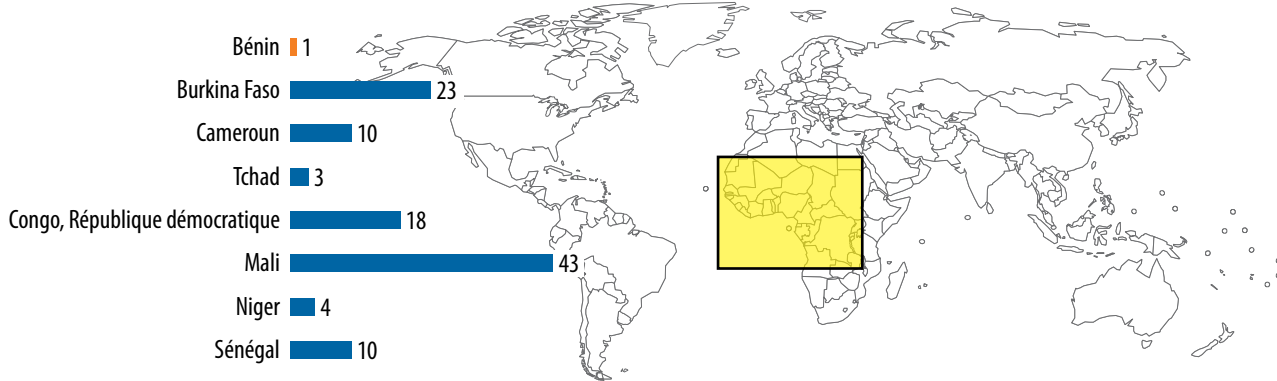 Bénin 1
Burkina Faso 23
Cameroun 10
Tchad 3
Congo, République démocratique 18
Mali 43
Niger 4
Sénégal 10